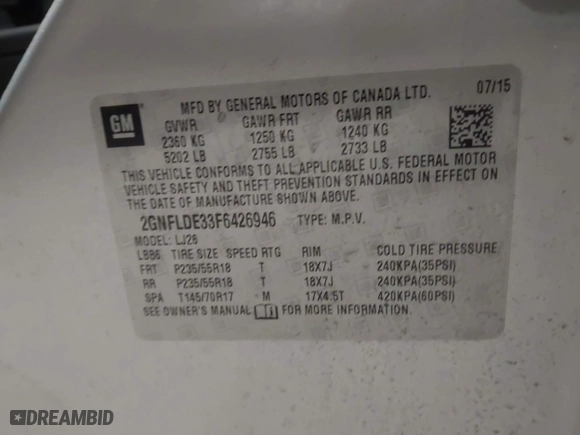 07/15
GM
MFD BY GENERAL MOTORS OF CANADA LTD.
GVWR GAWR FRT GAWR RR
2360 KG 1250 KG 1240 KG
5202 LB 2755 LB 2733 LB
THIS VEHICLE CONFORMS TO ALL APPLICABLE U.S. FEDERAL MOTOR
VEHICLE SAFETY AND THEFT PREVENTION STANDARDS IN EFFECT ON
THE DATE OF MANUFACTURE SHOWN ABOVE.
2GNFLDE33F6426946 TYPE: M.P.V.
MODEL: LJ26
LBB6 TIRE SIZE SPEED RTG RIM COLD TIRE PRESSURE
FRT P235/55R18 T 18X7J 240KPA(35PSI)
RR P235/55R18 T 18X7J 240KPA(35PSI)
SPA T145/70R17 M 17X4.5T 420KPA(60PSI)
SEE OWNER'S MANUAL FOR MORE INFORMATION.
DREAMBID